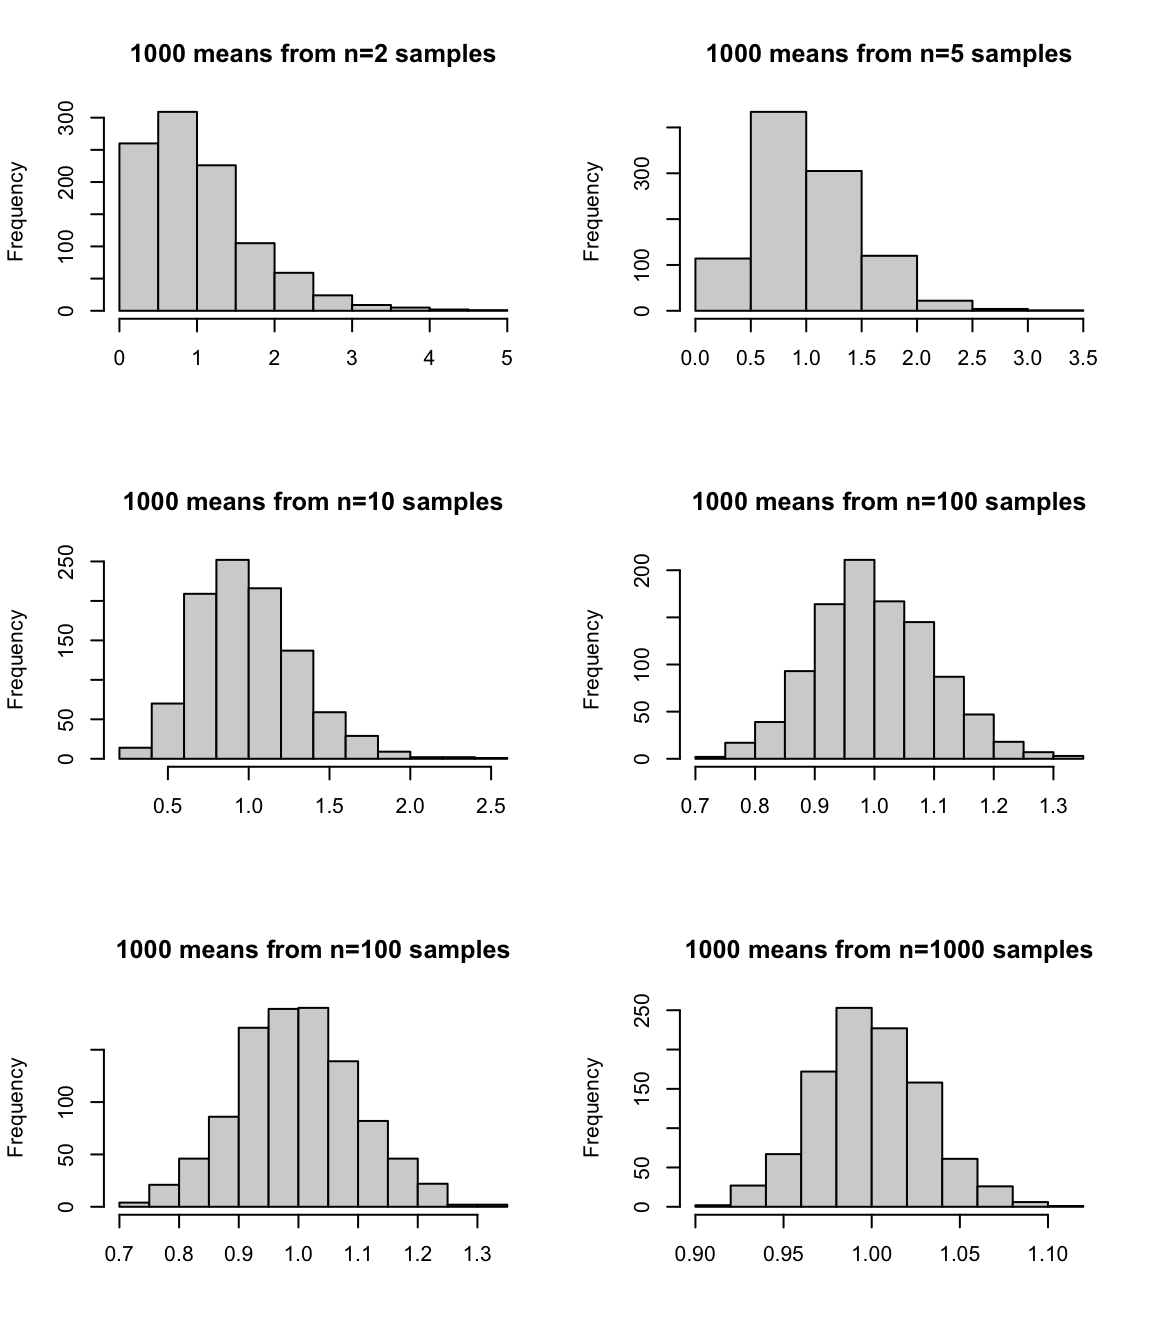 1000 means from n=2 samples
Frequency
0 100 200 300
0 1 2 3 4 5
1000 means from n=5 samples
Frequency
0 100 300
0.0 0.5 1.0 1.5 2.0 2.5 3.0 3.5
1000 means from n=10 samples
Frequency
0 50 150 250
0.5 1.0 1.5 2.0 2.5
1000 means from n=100 samples
Frequency
0 50 100 200
0.7 0.8 0.9 1.0 1.1 1.2 1.3
1000 means from n=100 samples
Frequency
0 50 100
0.7 0.8 0.9 1.0 1.1 1.2 1.3
1000 means from n=1000 samples
Frequency
0 50 150 250
0.90 0.95 1.00 1.05 1.10